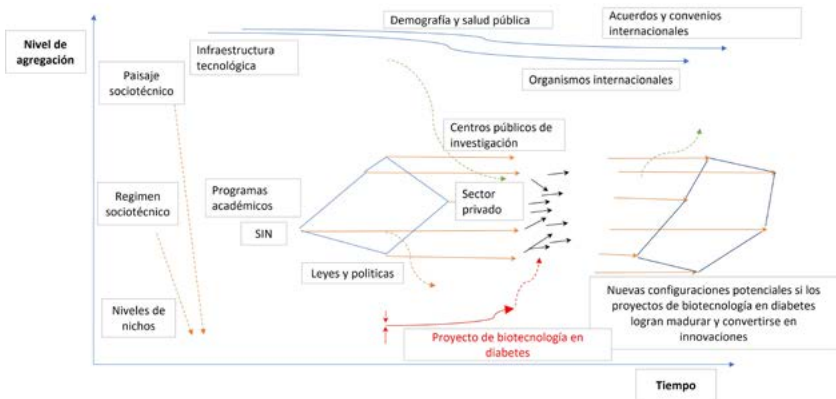 Nivel de
agregación
Demografía y salud pública
Acuerdos y convenios
internacionales
Infraestructura
tecnológica
Organismos internacionales
Paisaje
sociotécnico
Centros públicos de
investigación
Regimen
sociotécnico
Programas
académicos
SIN
Sector
privado
Leyes y politicas
Niveles de
nichos
Proyecto de biotecnología en
diabetes
Nuevas configuraciones potenciales si los
proyectos de biotecnología en diabetes
logran madurar y convertirse en
innovaciones
Tiempo